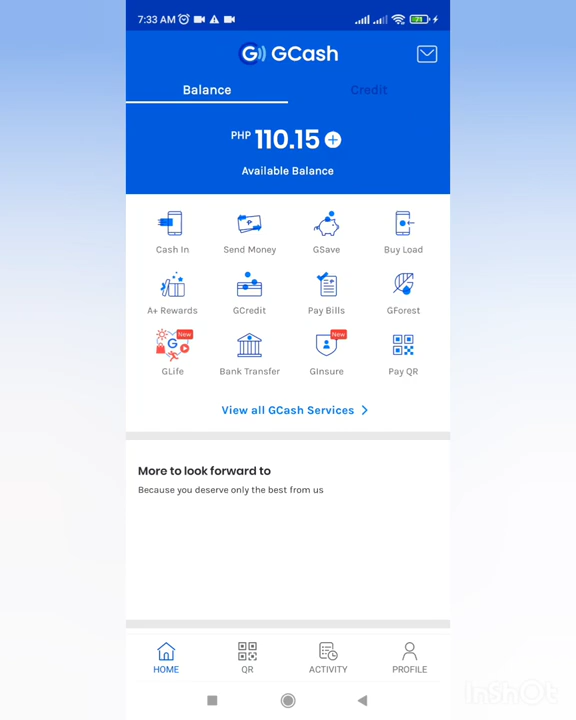 7:33 AM
71
GCash
Balance
Credit
PHP 110.15
Available Balance
Cash In
Send Money
GSave
Buy Load
A+ Rewards
GCredit
Pay Bills
GForest
New
New
GLife
Bank Transfer
GInsure
Pay QR
View all GCash Services
More to look forward to
Because you deserve only the best from us
HOME
QR
ACTIVITY
PROFILE
InShOt